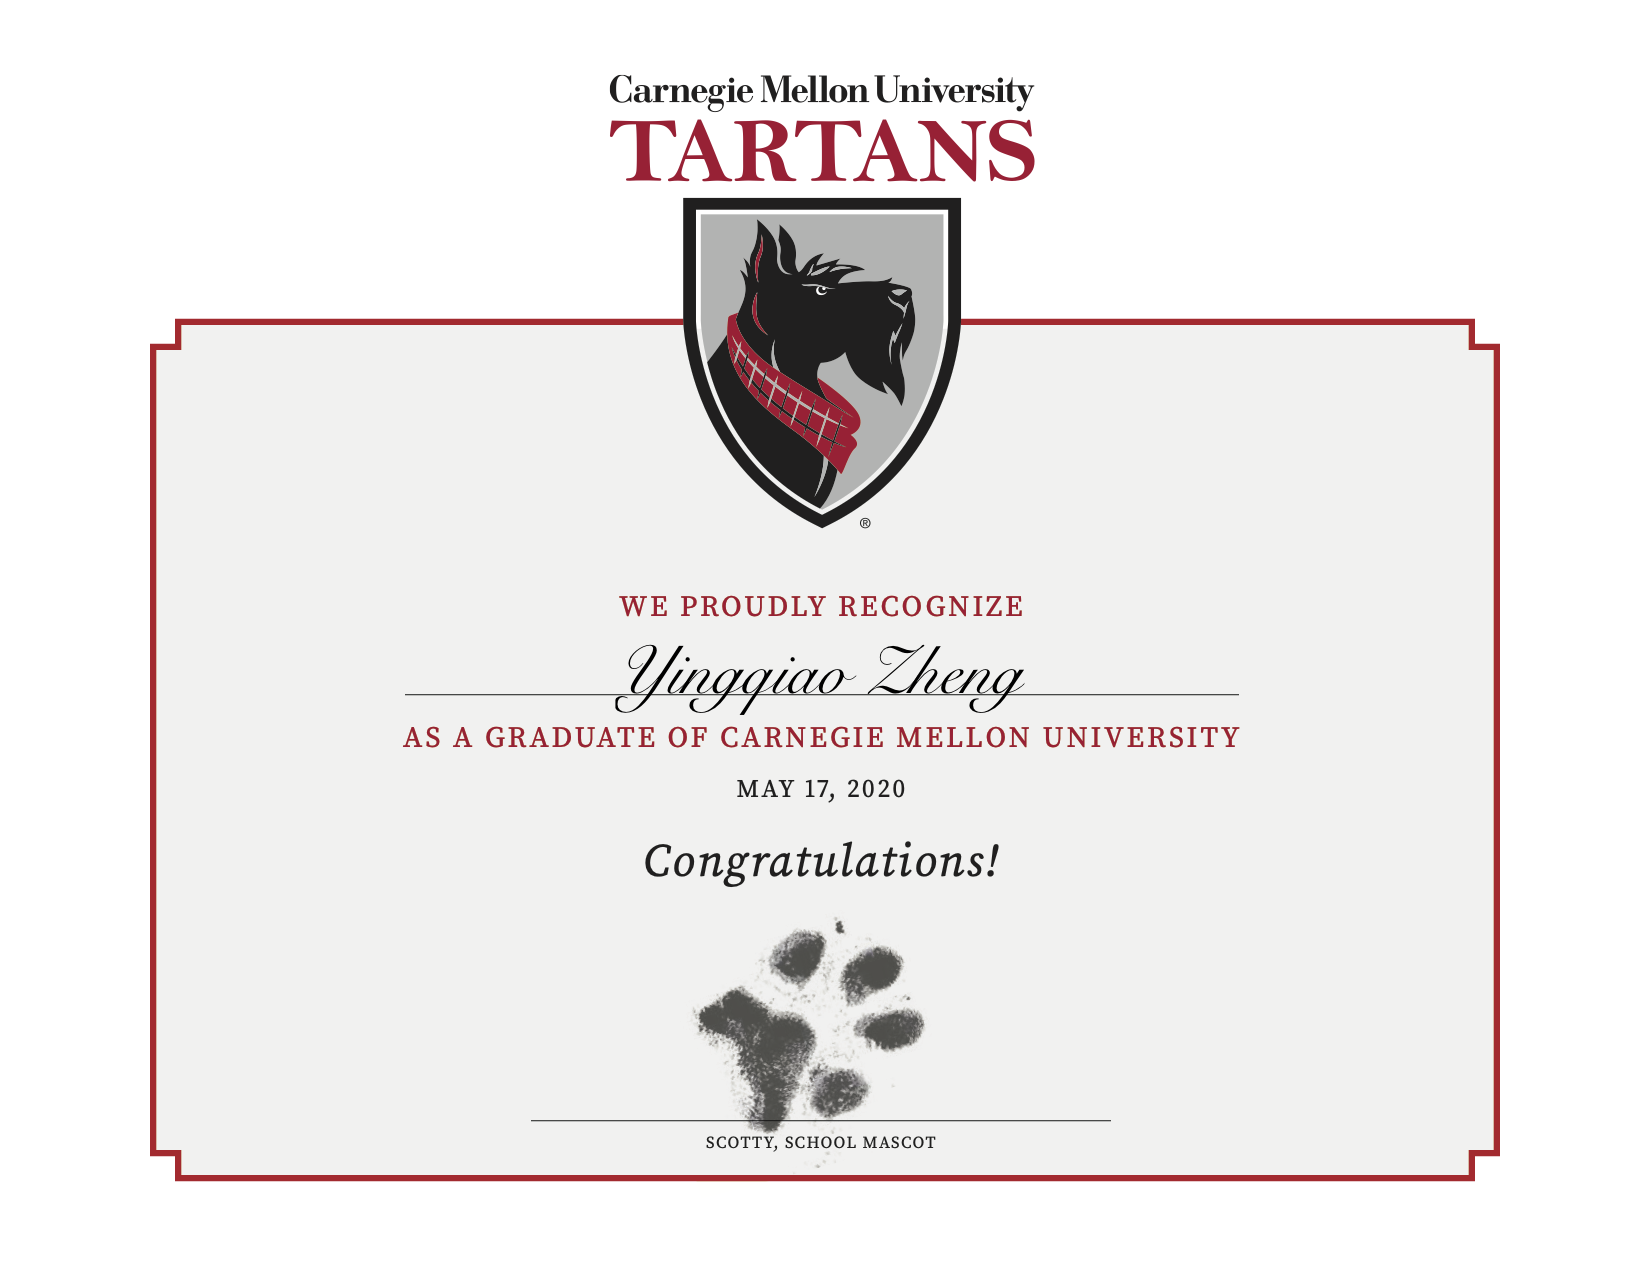 Carnegie Mellon University
TARTANS
®
WE PROUDLY RECOGNIZE
Yingqiao Zheng
AS A GRADUATE OF CARNEGIE MELLON UNIVERSITY
MAY 17, 2020
Congratulations!
SCOTTY, SCHOOL MASCOT